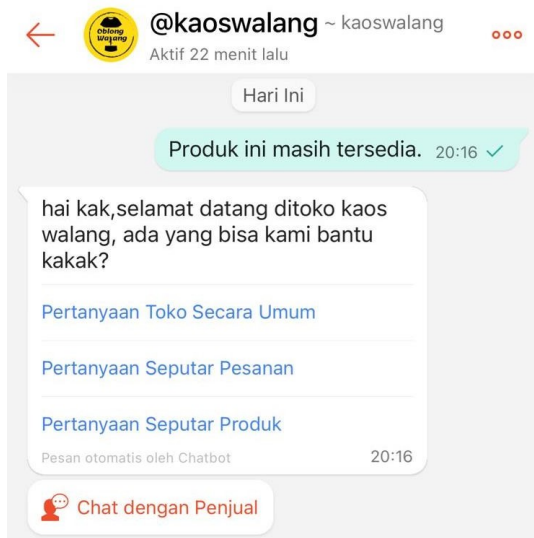 Oblong
Walang
@kaoswalang ~ kaoswalang
Aktif 22 menit lalu
Hari Ini
Produk ini masih tersedia. 20:16
hai kak,selamat datang ditoko kaos
walang, ada yang bisa kami bantu
kakak?
Pertanyaan Toko Secara Umum
Pertanyaan Seputar Pesanan
Pertanyaan Seputar Produk
Pesan otomatis oleh Chatbot 20:16
Chat dengan Penjual